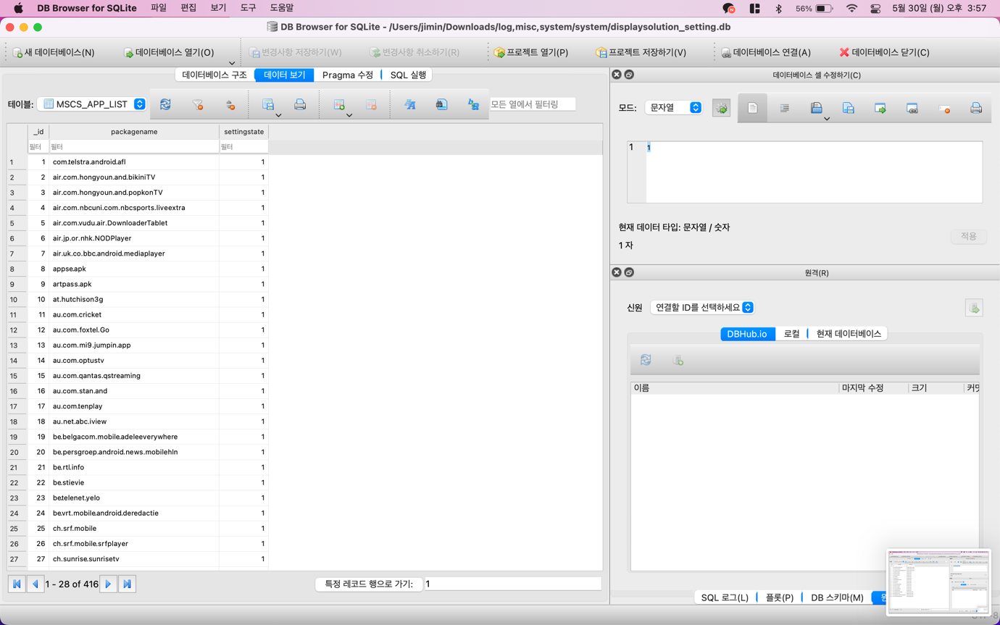 DB Browser for SQLite 파일 편집 보기 도구 도움말 56% 5월 30일 (월) 오후 3:57
DB Browser for SQLite - /Users/jimin/Downloads/log,misc,system/system/displaysolution_setting.db
새 데이터베이스(N) 데이터베이스 열기(O) 변경사항 저장하기(W) 변경사항 취소하기(R) 프로젝트 열기(P) 프로젝트 저장하기(V) 데이터베이스 연결(A) 데이터베이스 닫기(C)
데이터베이스 구조 데이터 보기 Pragma 수정 SQL 실행
테이블: MSCS_APP_LIST 모든 열에서 필터링
_id packagename settingstate
필터 필터 필터
1 1 com.telstra.android.afl 1
2 2 air.com.hongyoun.and.bikiniTV 1
3 3 air.com.hongyoun.and.popkonTV 1
4 4 air.com.nbcuni.com.nbcsports.liveextra 1
5 5 air.com.vudu.air.DownloaderTablet 1
6 6 air.jp.or.nhk.NODPlayer 1
7 7 air.uk.co.bbc.android.mediaplayer 1
8 8 appse.apk 1
9 9 artpass.apk 1
10 10 at.hutchison3g 1
11 11 au.com.cricket 1
12 12 au.com.foxtel.Go 1
13 13 au.com.mi9.jumpin.app 1
14 14 au.com.optustv 1
15 15 au.com.qantas.qstreaming 1
16 16 au.com.stan.and 1
17 17 au.com.tenplay 1
18 18 au.net.abc.iview 1
19 19 be.belgacom.mobile.adeleeverywhere 1
20 20 be.persgroep.android.news.mobilehln 1
21 21 be.rtl.info 1
22 22 be.stievie 1
23 23 be.telenet.yelo 1
24 24 be.vrt.mobile.android.deredactie 1
25 25 ch.srf.mobile 1
26 26 ch.srf.mobile.srfplayer 1
27 27 ch.sunrise.sunrisetv 1
1 - 28 of 416 특정 레코드 행으로 가기: 1
데이터베이스 셀 수정하기(C)
모드: 문자열
1 1
현재 데이터 타입: 문자열 / 숫자
1 자
적용
원격(R)
신원 연결할 ID를 선택하세요
DBHub.io 로컬 현재 데이터베이스
이름 마지막 수정 크기 커밋
SQL 로그(L) 플롯(P) DB 스키마(M)